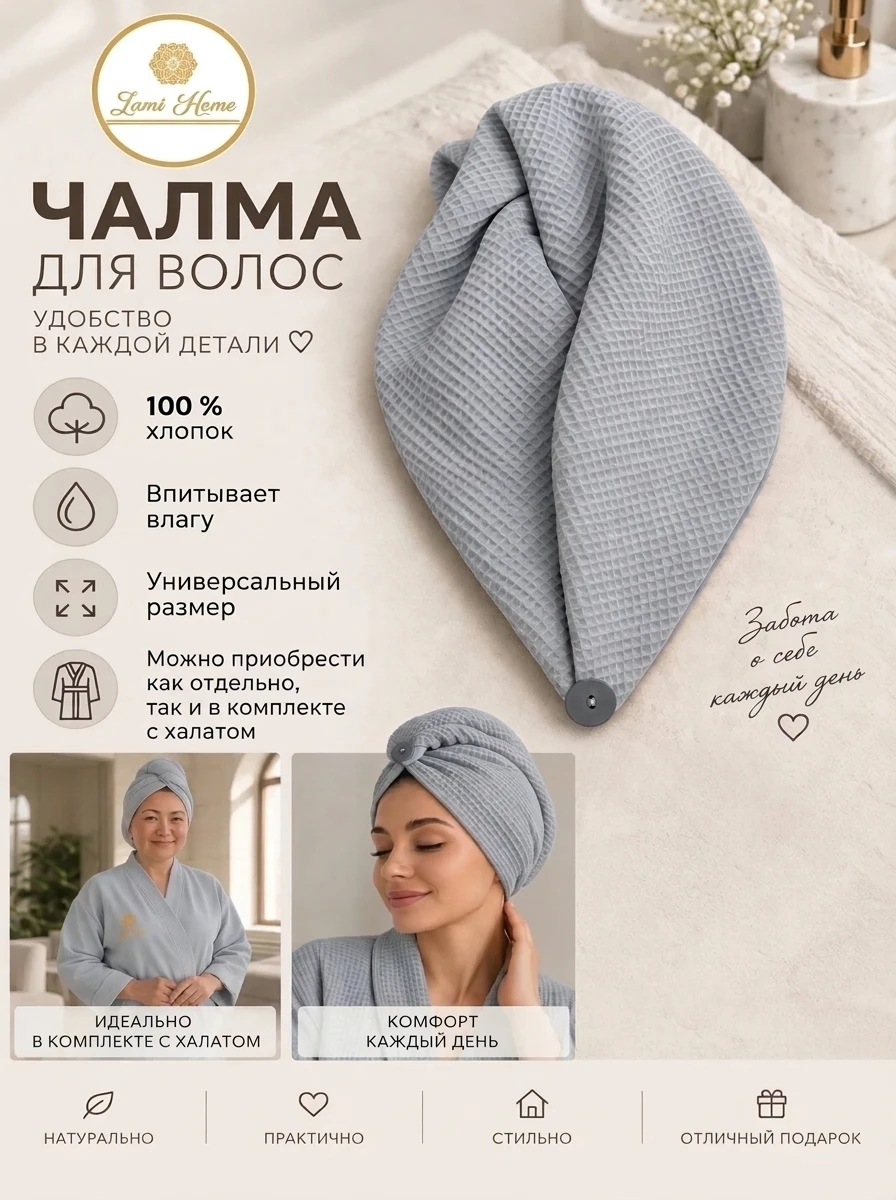 Lami Heme
ЧАЛМА
ДЛЯ ВОЛОС
УДОБСТВО
В КАЖДОЙ ДЕТАЛИ
100 %
хлопок
Впитывает
влагу
Универсальный
размер
Можно приобрести
как отдельно,
так и в комплекте
с халатом
Забота
о себе
каждый день
ИДЕАЛЬНО
В КОМПЛЕКТЕ С ХАЛАТОМ
КОМФОРТ
КАЖДЫЙ ДЕНЬ
НАТУРАЛЬНО
ПРАКТИЧНО
СТИЛЬНО
ОТЛИЧНЫЙ ПОДАРОК